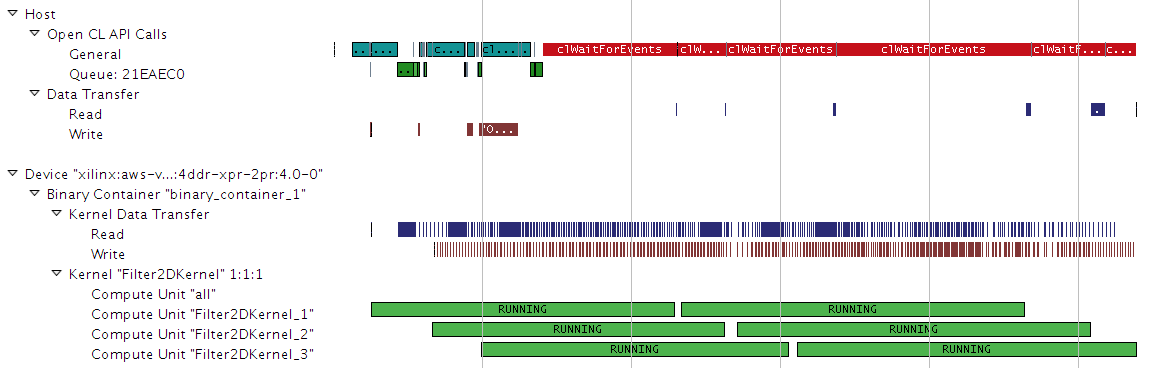 Host
Open CL API Calls
General
.. ... c... cl.... clWaitForEvents clW... clWaitForEvents clWaitForEvents clWaitF... c...
Queue: 21EAEC0
..
Data Transfer
Read
.
Write
'O...
Device "xilinx:aws-v...:4ddr-xpr-2pr:4.0-0"
Binary Container "binary_container_1"
Kernel Data Transfer
Read
Write
Kernel "Filter2DKernel" 1:1:1
Compute Unit "all"
Compute Unit "Filter2DKernel_1"
RUNNING RUNNING
Compute Unit "Filter2DKernel_2"
RUNNING RUNNING
Compute Unit "Filter2DKernel_3"
RUNNING RUNNING